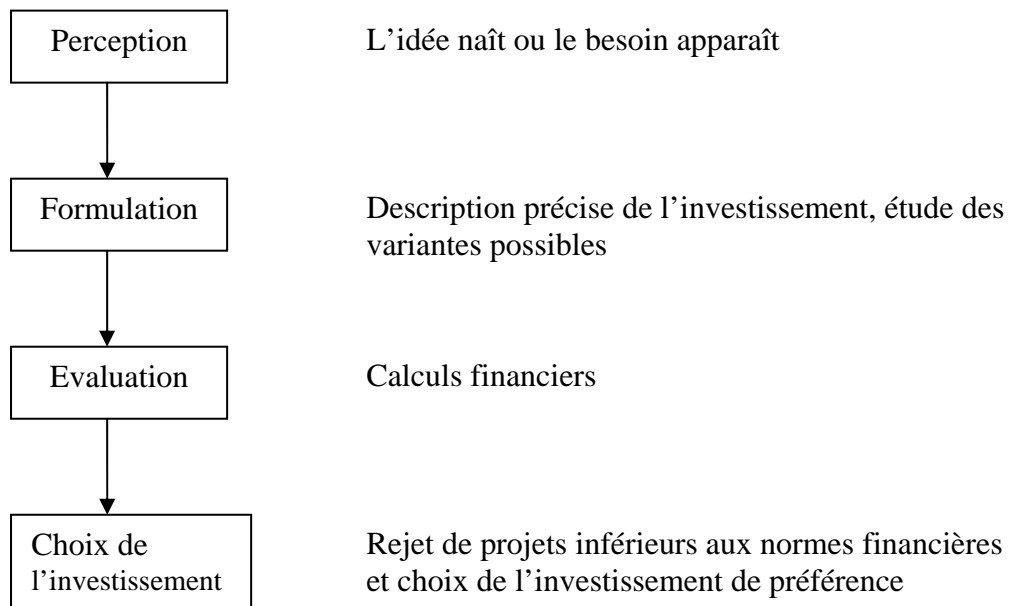 Perception
L’idée naît ou le besoin apparaît
Formulation
Description précise de l’investissement, étude des
variantes possibles
Evaluation
Calculs financiers
Choix de
l’investissement
Rejet de projets inférieurs aux normes financières
et choix de l’investissement de préférence